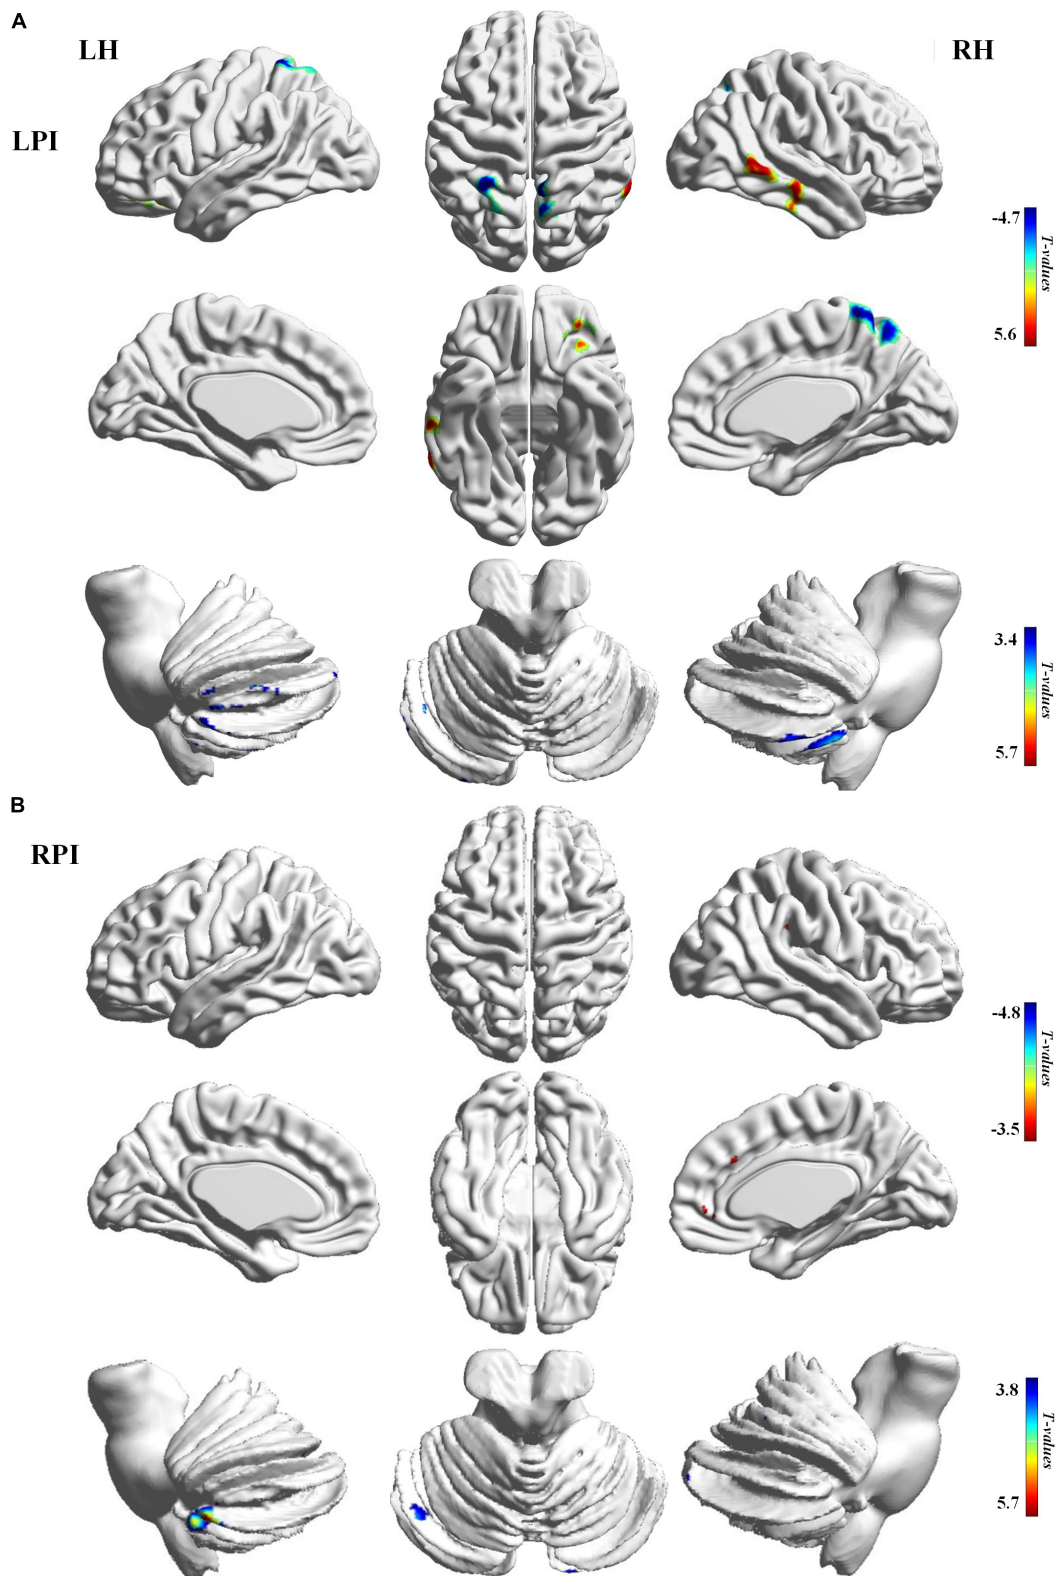 A
LH
RH
LPI
-4.7
T-values
5.6
3.4
T-values
5.7
B
RPI
-4.8
T-values
-3.5
3.8
T-values
5.7